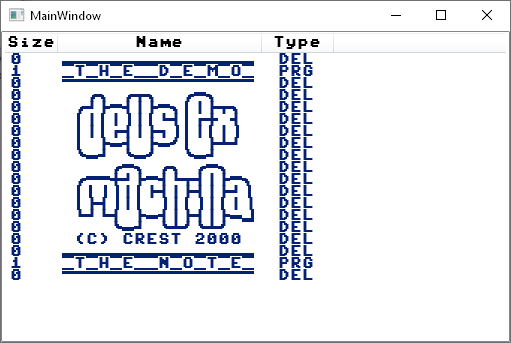 MainWindow
Size Name Type
0 DEL
1 _T_H_E__D_E_M_O_ PRG
0 DEL
0 DEL
0 DEL
0 DEL
0 deus Ex DEL
0 DEL
0 DEL
0 DEL
0 DEL
0 DEL
0 machina DEL
0 DEL
0 DEL
0 (C) CREST 2000 DEL
0 DEL
1 _T_H_E__N_O_T_E_ PRG
0 DEL